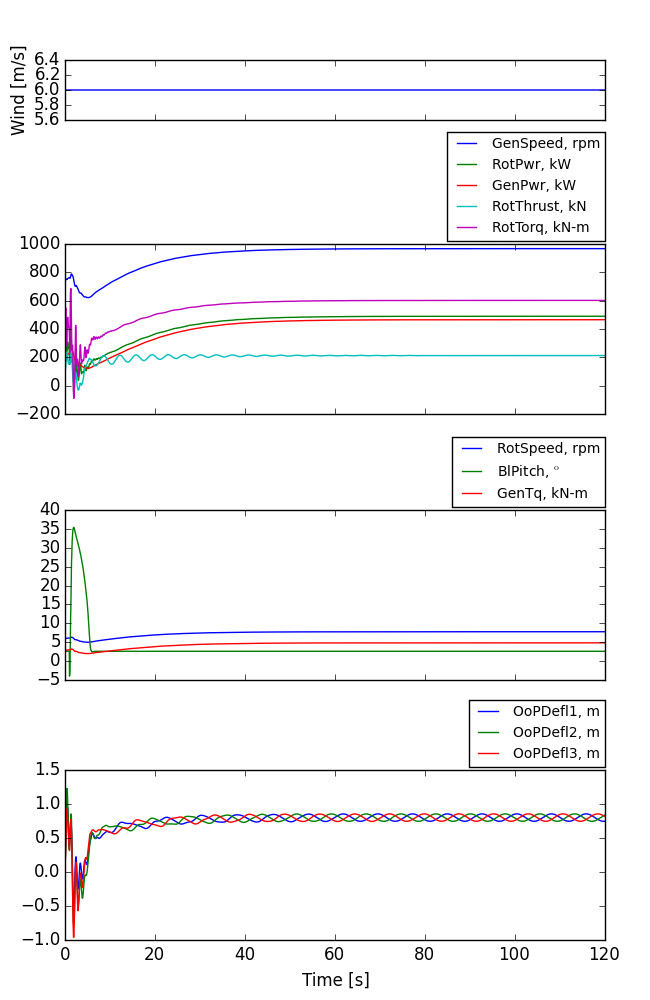 Wind [m/s]
6.4
6.2
6.0
5.8
5.6
GenSpeed, rpm
RotPwr, kW
GenPwr, kW
RotThrust, kN
RotTorq, kN-m
1000
800
600
400
200
0
−200
RotSpeed, rpm
BlPitch, °
GenTq, kN-m
40
35
30
25
20
15
10
5
0
−5
OoPDefl1, m
OoPDefl2, m
OoPDefl3, m
1.5
1.0
0.5
0.0
−0.5
−1.0
0 20 40 60 80 100 120
Time [s]